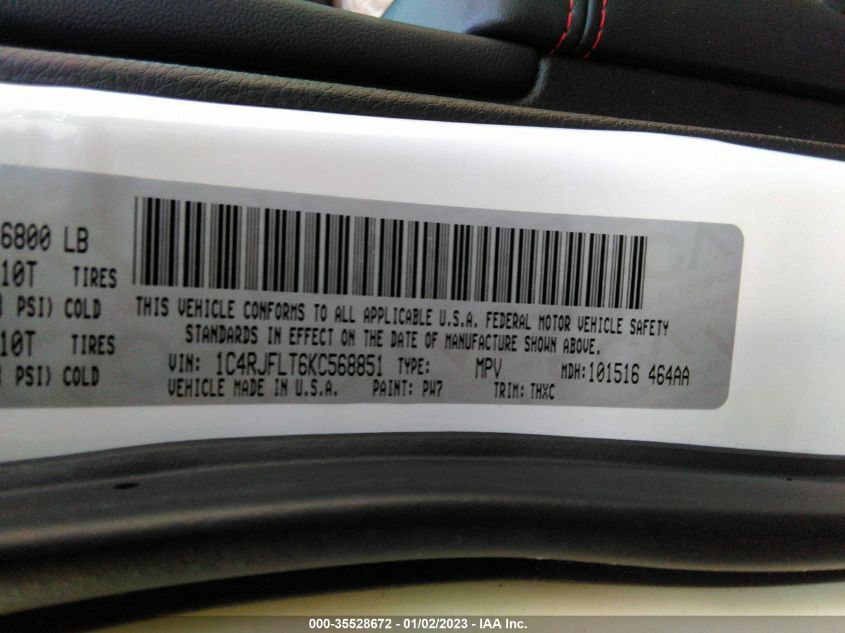 6800 LB
10T TIRES
PSI) COLD
10T TIRES
PSI) COLD
THIS VEHICLE CONFORMS TO ALL APPLICABLE U.S.A. FEDERAL MOTOR VEHICLE SAFETY
STANDARDS IN EFFECT ON THE DATE OF MANUFACTURE SHOWN ABOVE.
VIN: 1C4RJFLT6KC568851 TYPE: MPV MDH:101516 464AA
VEHICLE MADE IN U.S.A. PAINT: PW7 TRIM: THXC
000-35528672 - 01/02/2023 - IAA Inc.